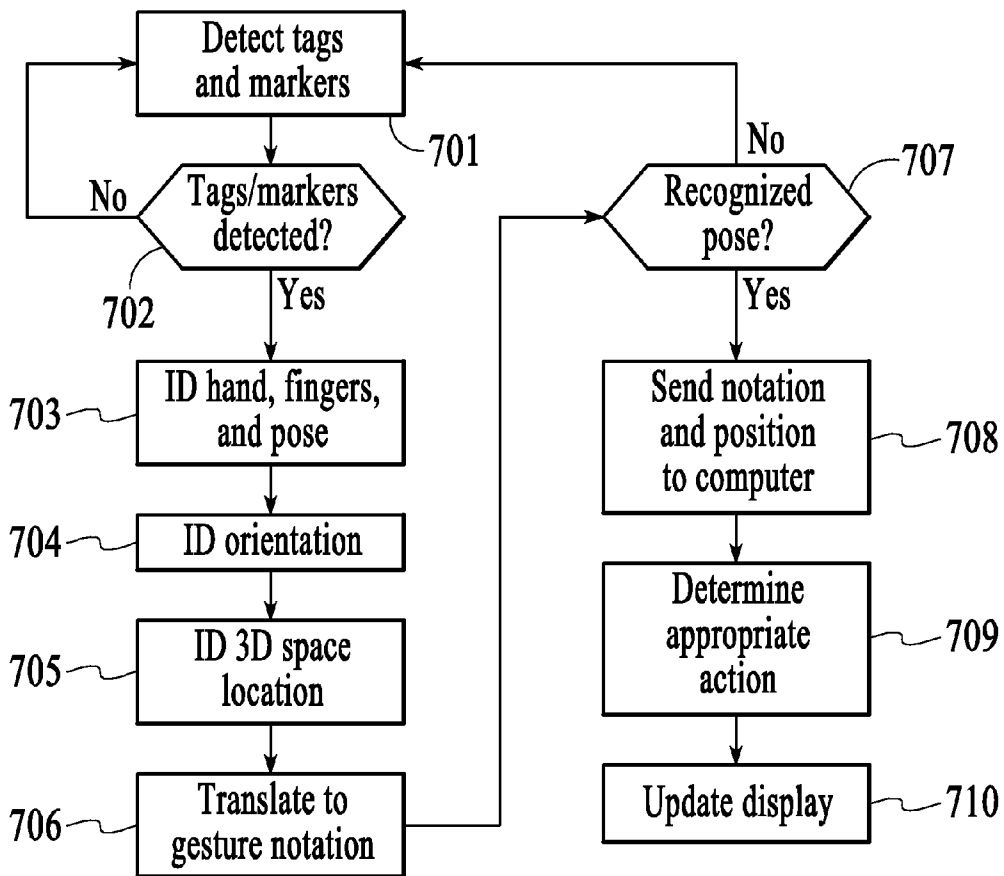 Detect tags
and markers
701
No
Tags/markers
detected?
702
Yes
703
ID hand, fingers,
and pose
704
ID orientation
705
ID 3D space
location
706
Translate to
gesture notation
No
707
Recognized
pose?
Yes
Send notation
and position
to computer
708
Determine
appropriate
action
709
Update display
710